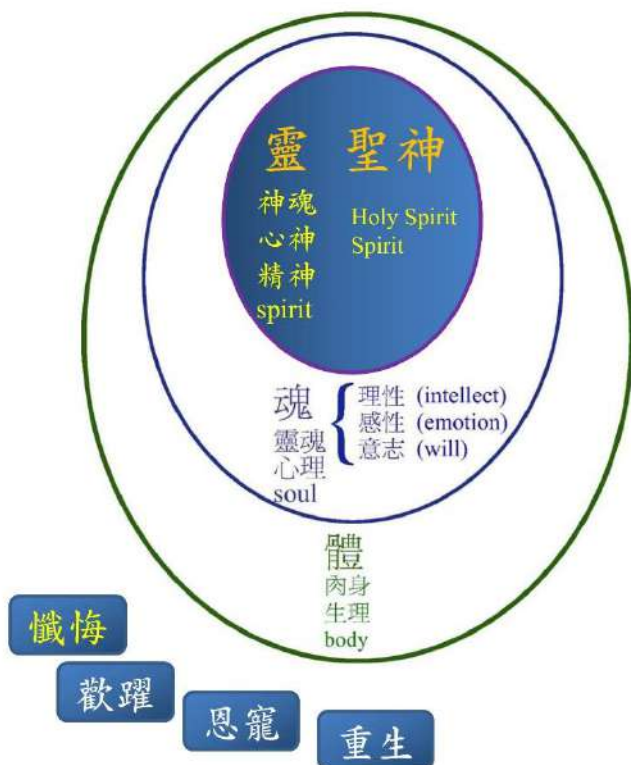 靈 聖神
神魂
心神
精神
spirit
Holy Spirit
Spirit
魂
靈魂
心理
soul
理性 (intellect)
感性 (emotion)
意志 (will)
體
肉身
生理
body
懺悔
歡躍
恩寵
重生